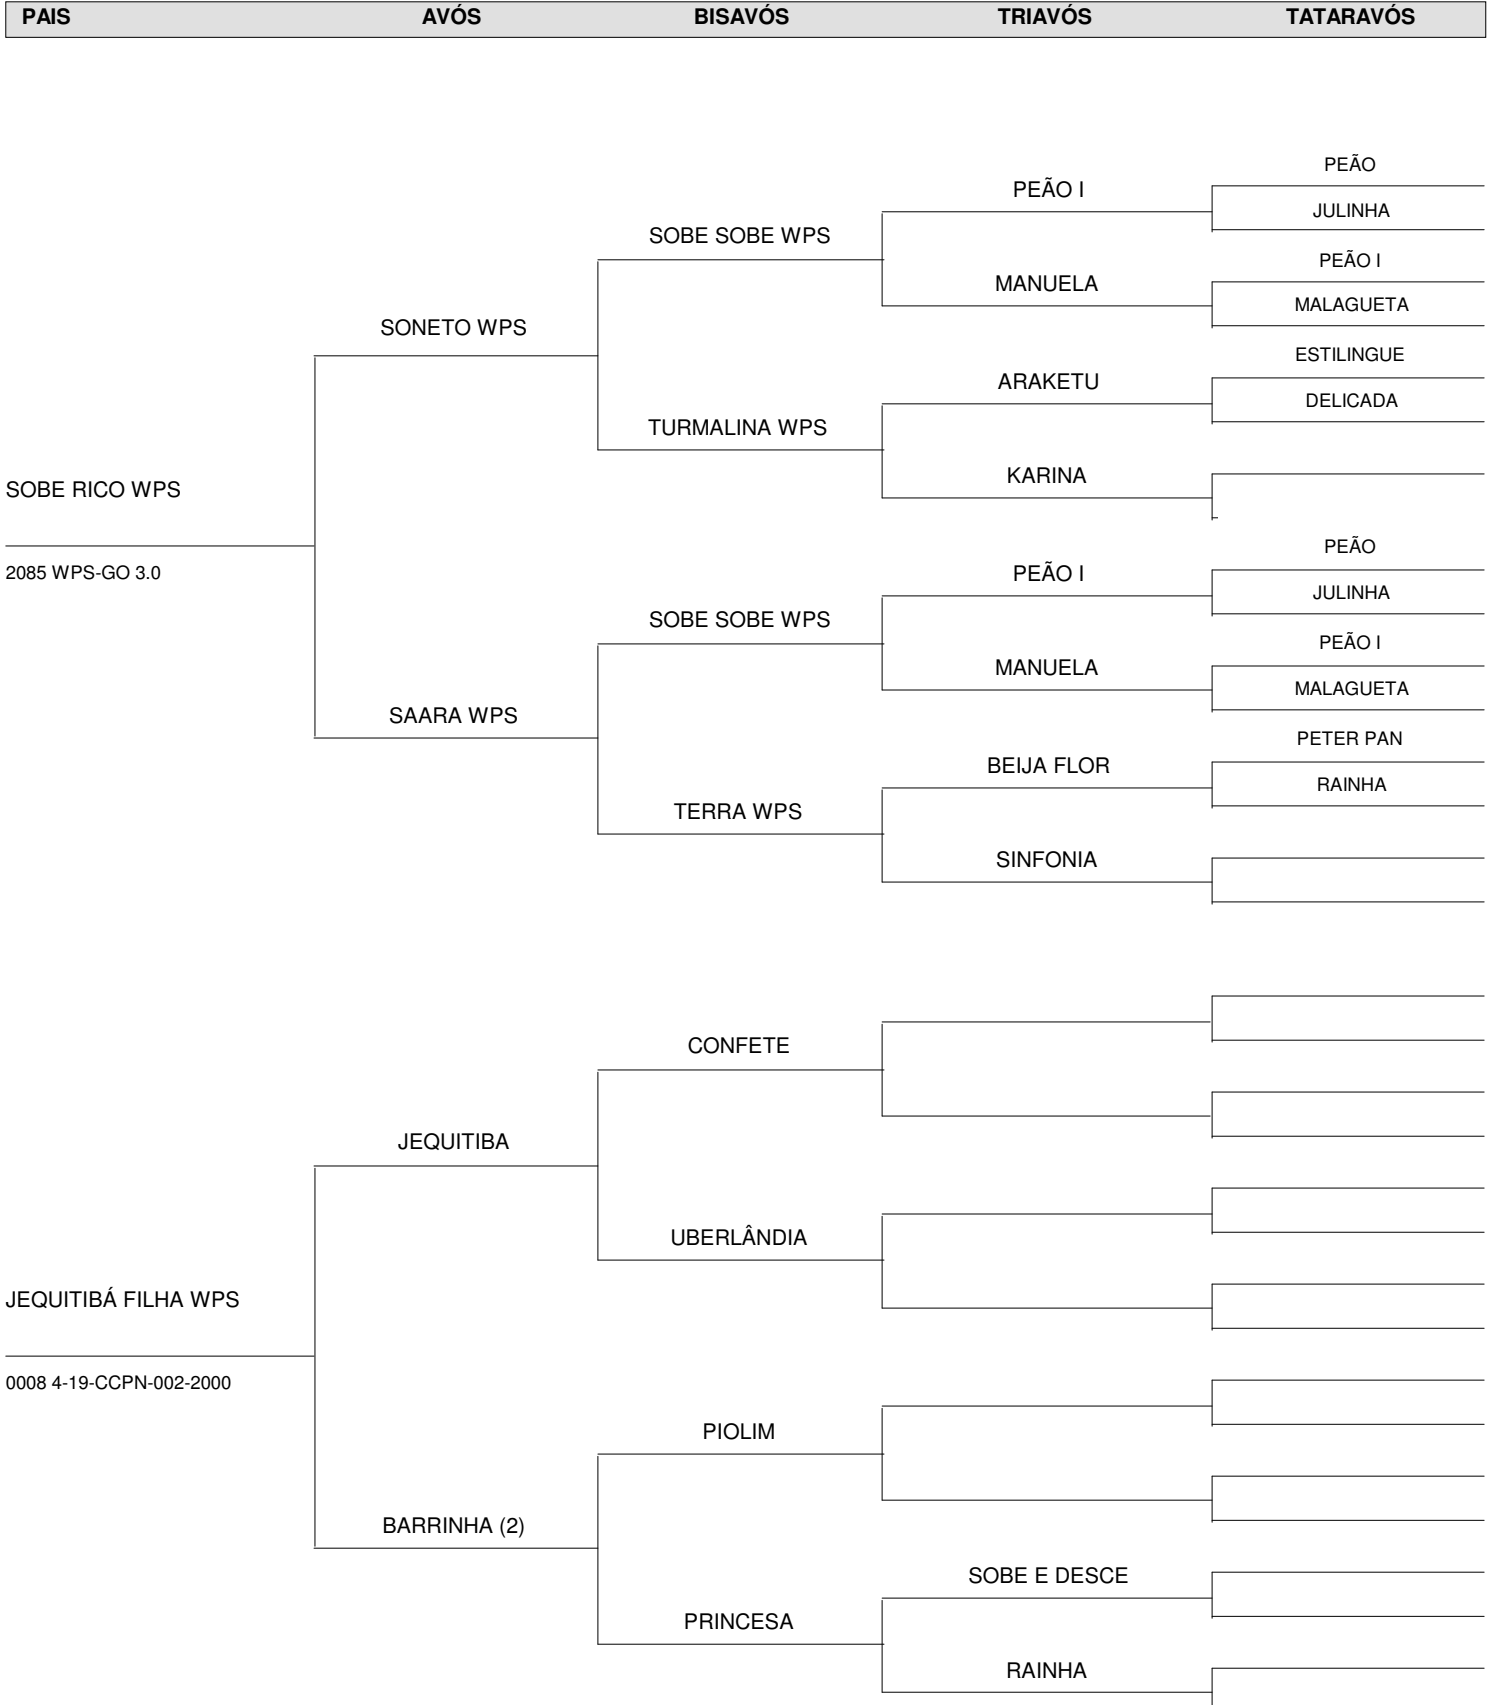 PAIS AVÓS BISAVÓS TRIAVÓS TATARAVÓS
PEÃO
PEÃO I
JULINHA
SOBE SOBE WPS
PEÃO I
MANUELA
MALAGUETA
SONETO WPS
ESTILINGUE
ARAKETU
DELICADA
TURMALINA WPS
KARINA
SOBE RICO WPS
PEÃO
2085 WPS-GO 3.0
PEÃO I
JULINHA
SOBE SOBE WPS
PEÃO I
MANUELA
MALAGUETA
SAARA WPS
PETER PAN
BEIJA FLOR
RAINHA
TERRA WPS
SINFONIA
CONFETE
JEQUITIBA
UBERLÂNDIA
JEQUITIBÁ FILHA WPS
0008 4-19-CCPN-002-2000
PIOLIM
BARRINHA (2)
SOBE E DESCE
PRINCESA
RAINHA